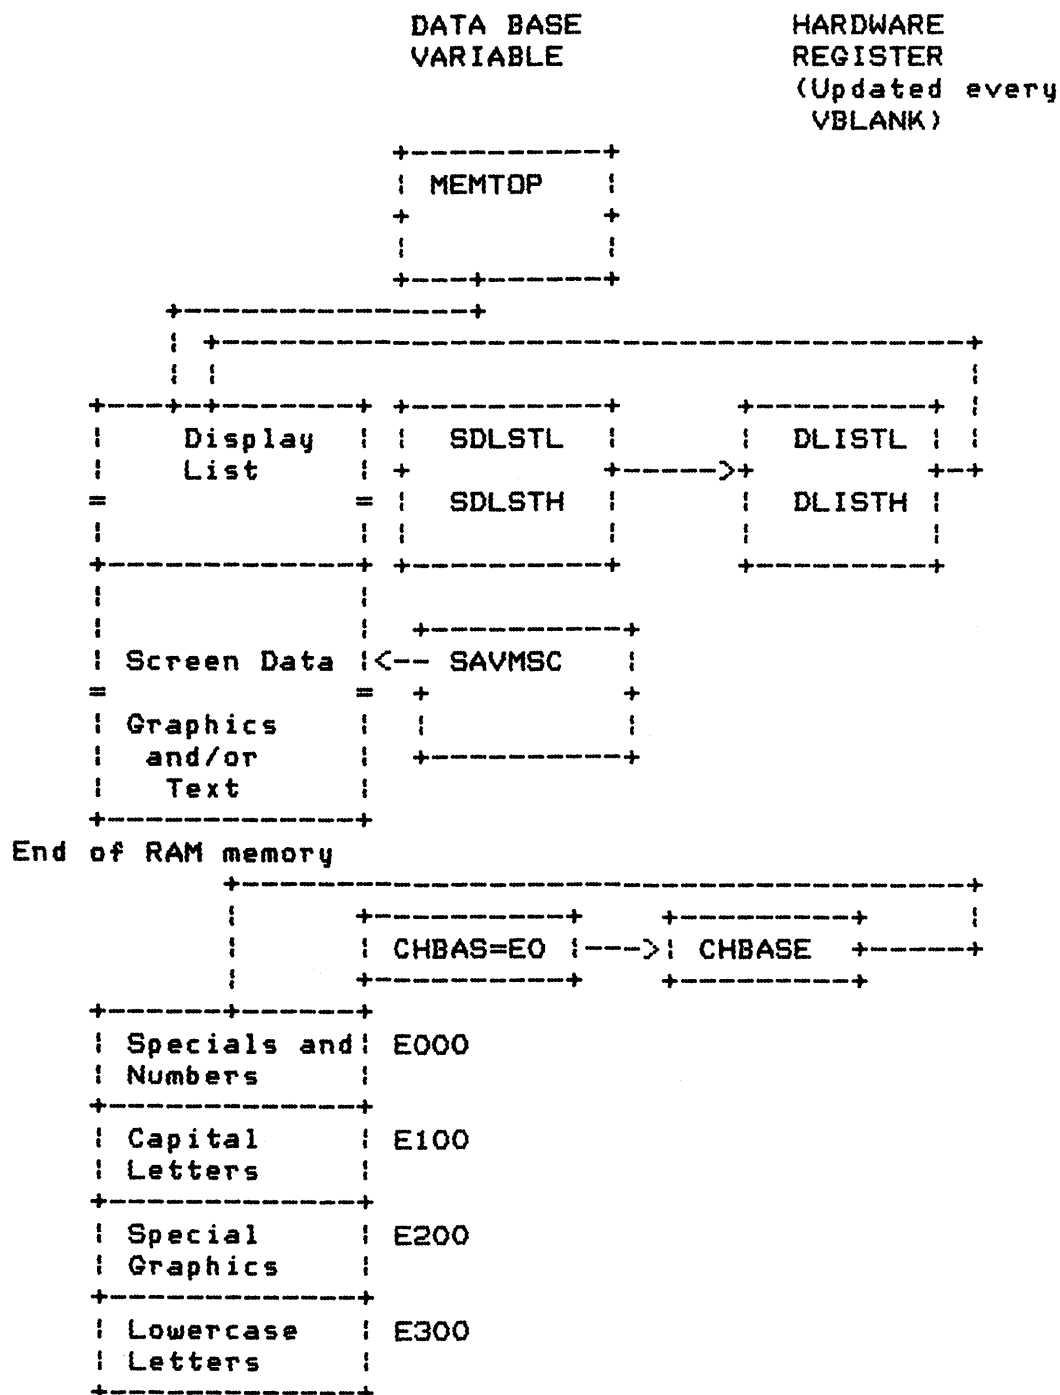 DATA BASE HARDWARE
VARIABLE REGISTER
(Updated every
VBLANK)
MEMTOP
Display SDLSTL DLISTL
List
SDLSTH DLISTH
Screen Data <-- SAVMSC
Graphics
and/or
Text
End of RAM memory
CHBAS=E0 ---> CHBASE
Specials and E000
Numbers
Capital E100
Letters
Special E200
Graphics
Lowercase E300
Letters